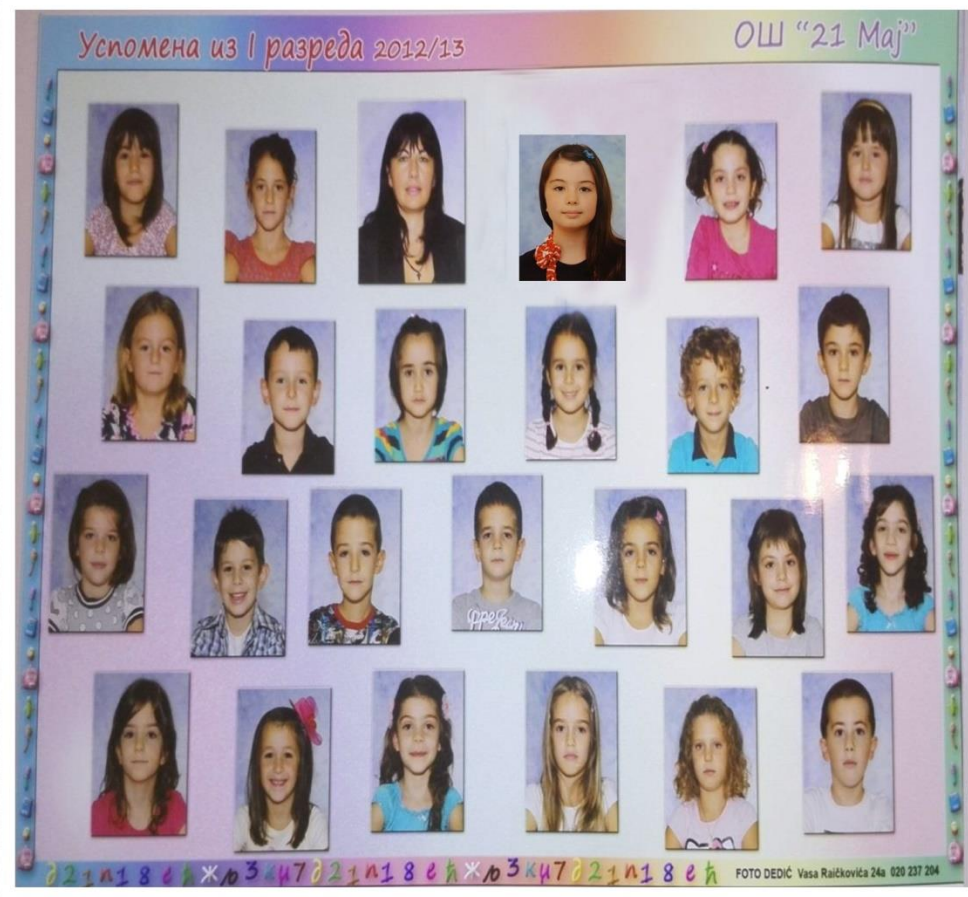 Успомена из I разреда 2012/13
ОШ “21 Мај”
FOTO DEDIĆ Vasa Raičkovića 24a 020 237 204